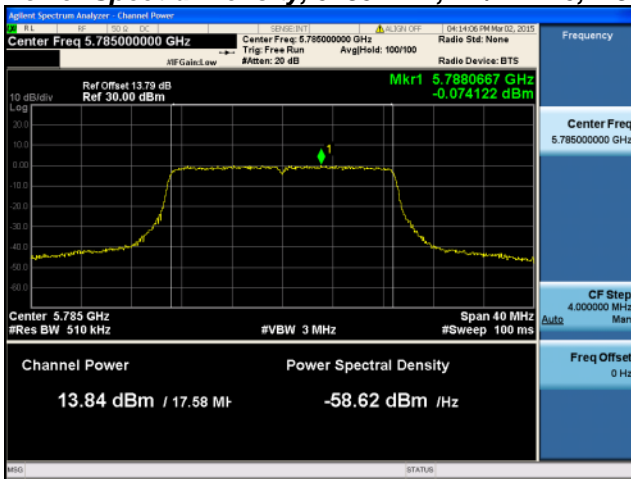 Agilent Spectrum Analyzer - Channel Power
RL RF 50 Ω DC SENSE:INT ALIGN OFF 04:14:06 PM Mar 02, 2015
Center Freq 5.785000000 GHz Center Freq: 5.785000000 GHz Radio Std: None Frequency
Trig: Free Run Avg|Hold: 100/100
#IFGain:Low #Atten: 20 dB Radio Device: BTS
Mkr1 5.7880667 GHz
Ref Offset 13.79 dB
10 dB/div Ref 30.00 dBm -0.074122 dBm
Log
20.0
10.0
0.00
-10.0
-20.0
-30.0
-40.0
-50.0
-60.0
1
Center Freq
5.785000000 GHz
Center 5.785 GHz Span 40 MHz
#Res BW 510 kHz #VBW 3 MHz #Sweep 100 ms
CF Step
4.000000 MHz
Auto Man
Channel Power Power Spectral Density
13.84 dBm / 17.58 MH -58.62 dBm /Hz
Freq Offset
0 Hz
MSG STATUS